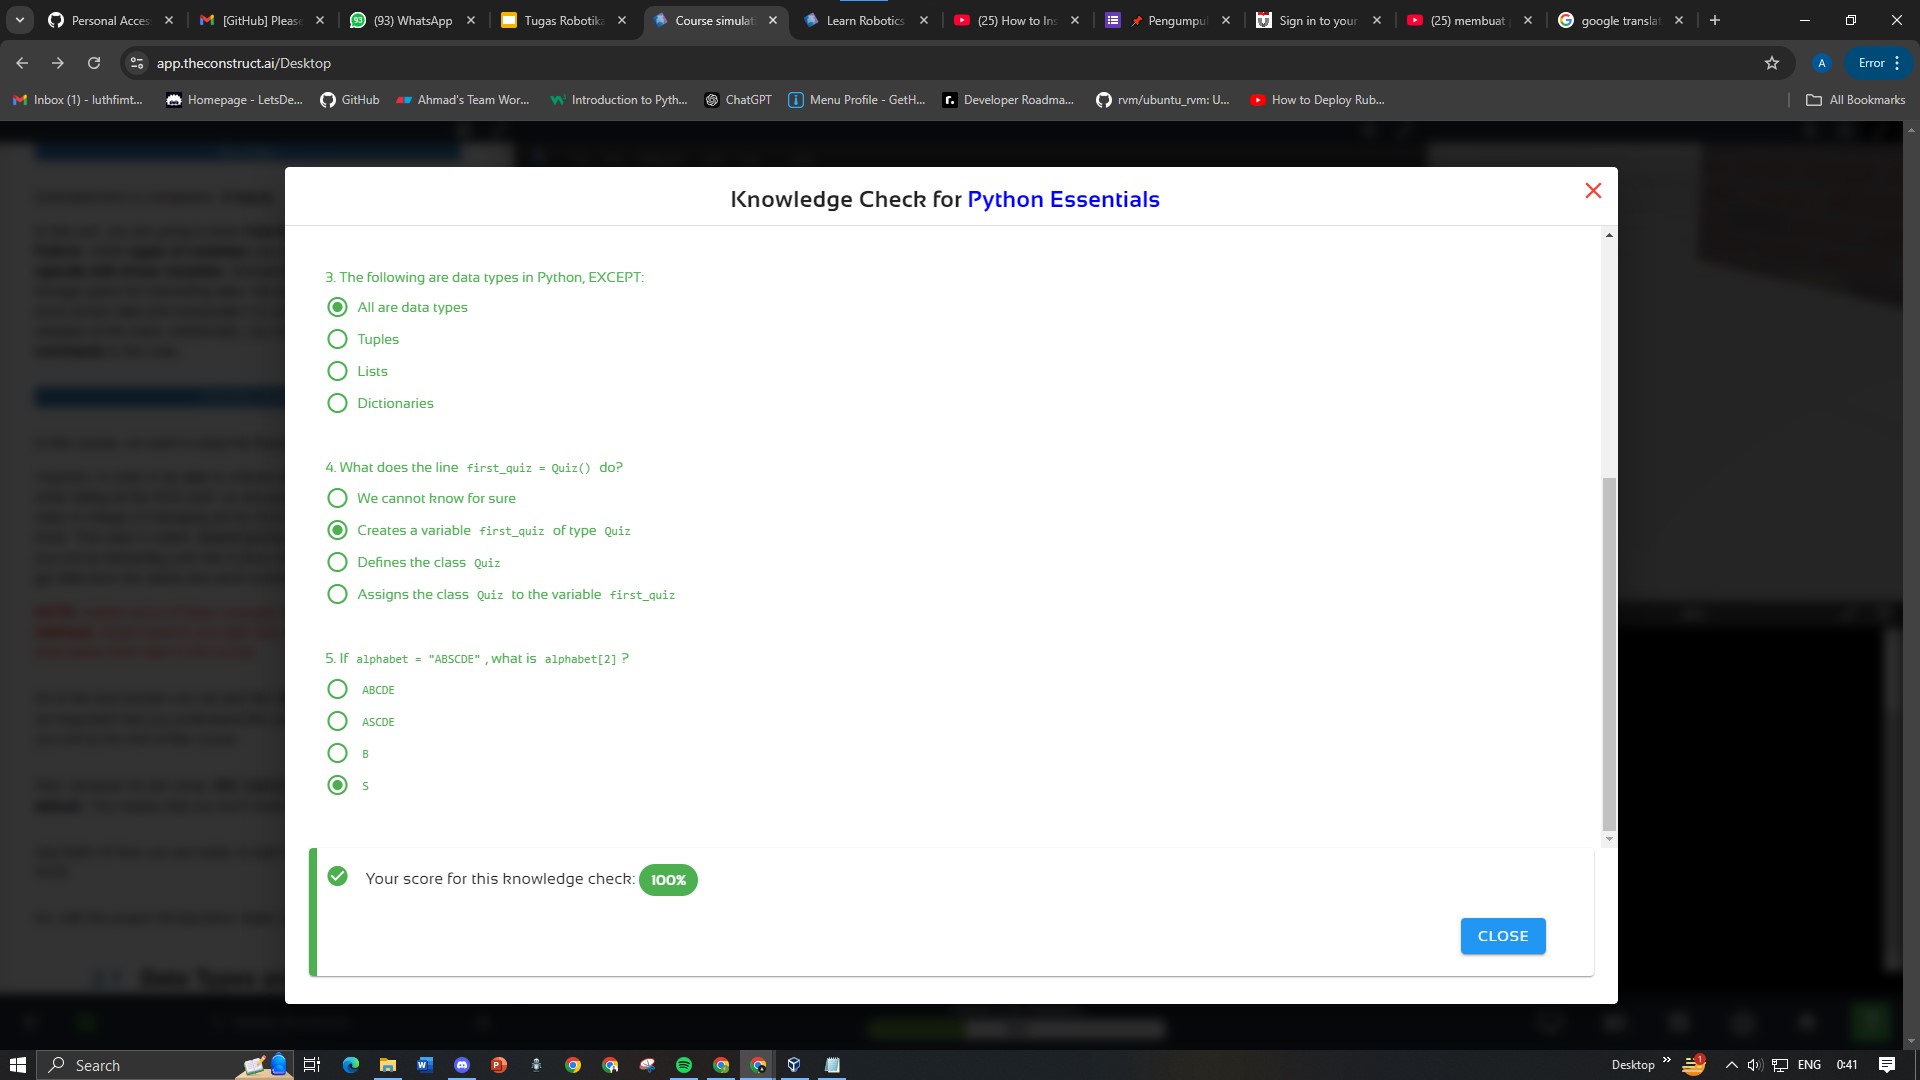 Personal Acces
[GitHub] Please
(93) WhatsApp
Tugas Robotika
Course simulat
Learn Robotics
(25) How to Ins
Pengumpul
Sign in to your
(25) membuat
google translat
app.theconstruct.ai/Desktop
A
Error
Inbox (1) - luthfimt...
Homepage - LetsDe...
GitHub
Ahmad's Team Wor...
Introduction to Pyth...
ChatGPT
Menu Profile - GetH...
Developer Roadma...
rvm/ubuntu_rvm: U...
How to Deploy Rub...
All Bookmarks
Knowledge Check for Python Essentials
3. The following are data types in Python, EXCEPT:
All are data types
Tuples
Lists
Dictionaries
4. What does the line first_quiz = Quiz() do?
We cannot know for sure
Creates a variable first_quiz of type Quiz
Defines the class Quiz
Assigns the class Quiz to the variable first_quiz
5. If alphabet = "ABSCDE" , what is alphabet[2] ?
ABCDE
ASCDE
B
S
Your score for this knowledge check: 100%
CLOSE
Search
Desktop
1
ENG
0:41